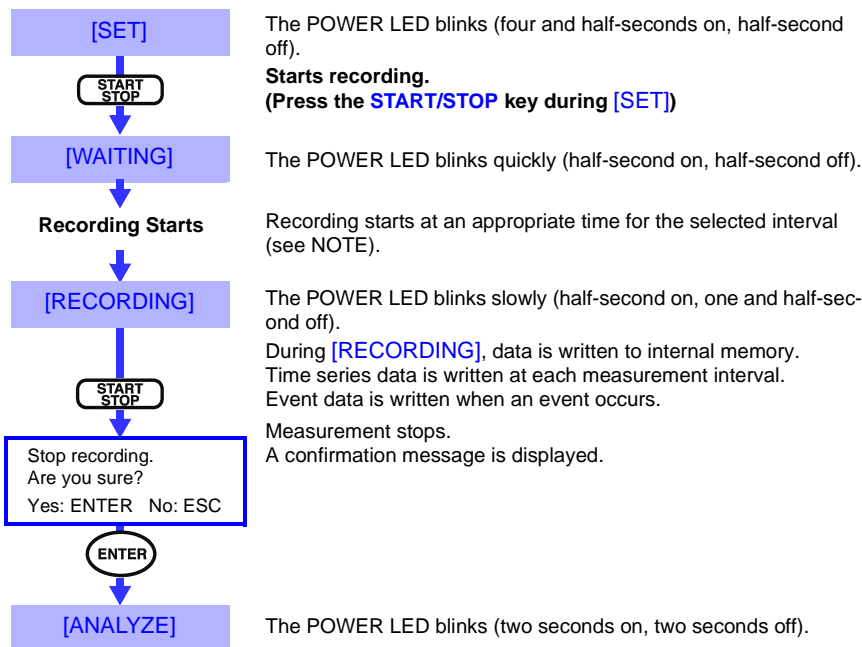 [SET]
The POWER LED blinks (four and half-seconds on, half-second
off).
START
STOP
Starts recording.
(Press the START/STOP key during [SET])
[WAITING]
The POWER LED blinks quickly (half-second on, half-second off).
Recording Starts
Recording starts at an appropriate time for the selected interval
(see NOTE).
[RECORDING]
The POWER LED blinks slowly (half-second on, one and half-sec-
ond off).
During [RECORDING], data is written to internal memory.
Time series data is written at each measurement interval.
Event data is written when an event occurs.
START
STOP
Measurement stops.
A confirmation message is displayed.
Stop recording.
Are you sure?
Yes: ENTER No: ESC
ENTER
[ANALYZE]
The POWER LED blinks (two seconds on, two seconds off).